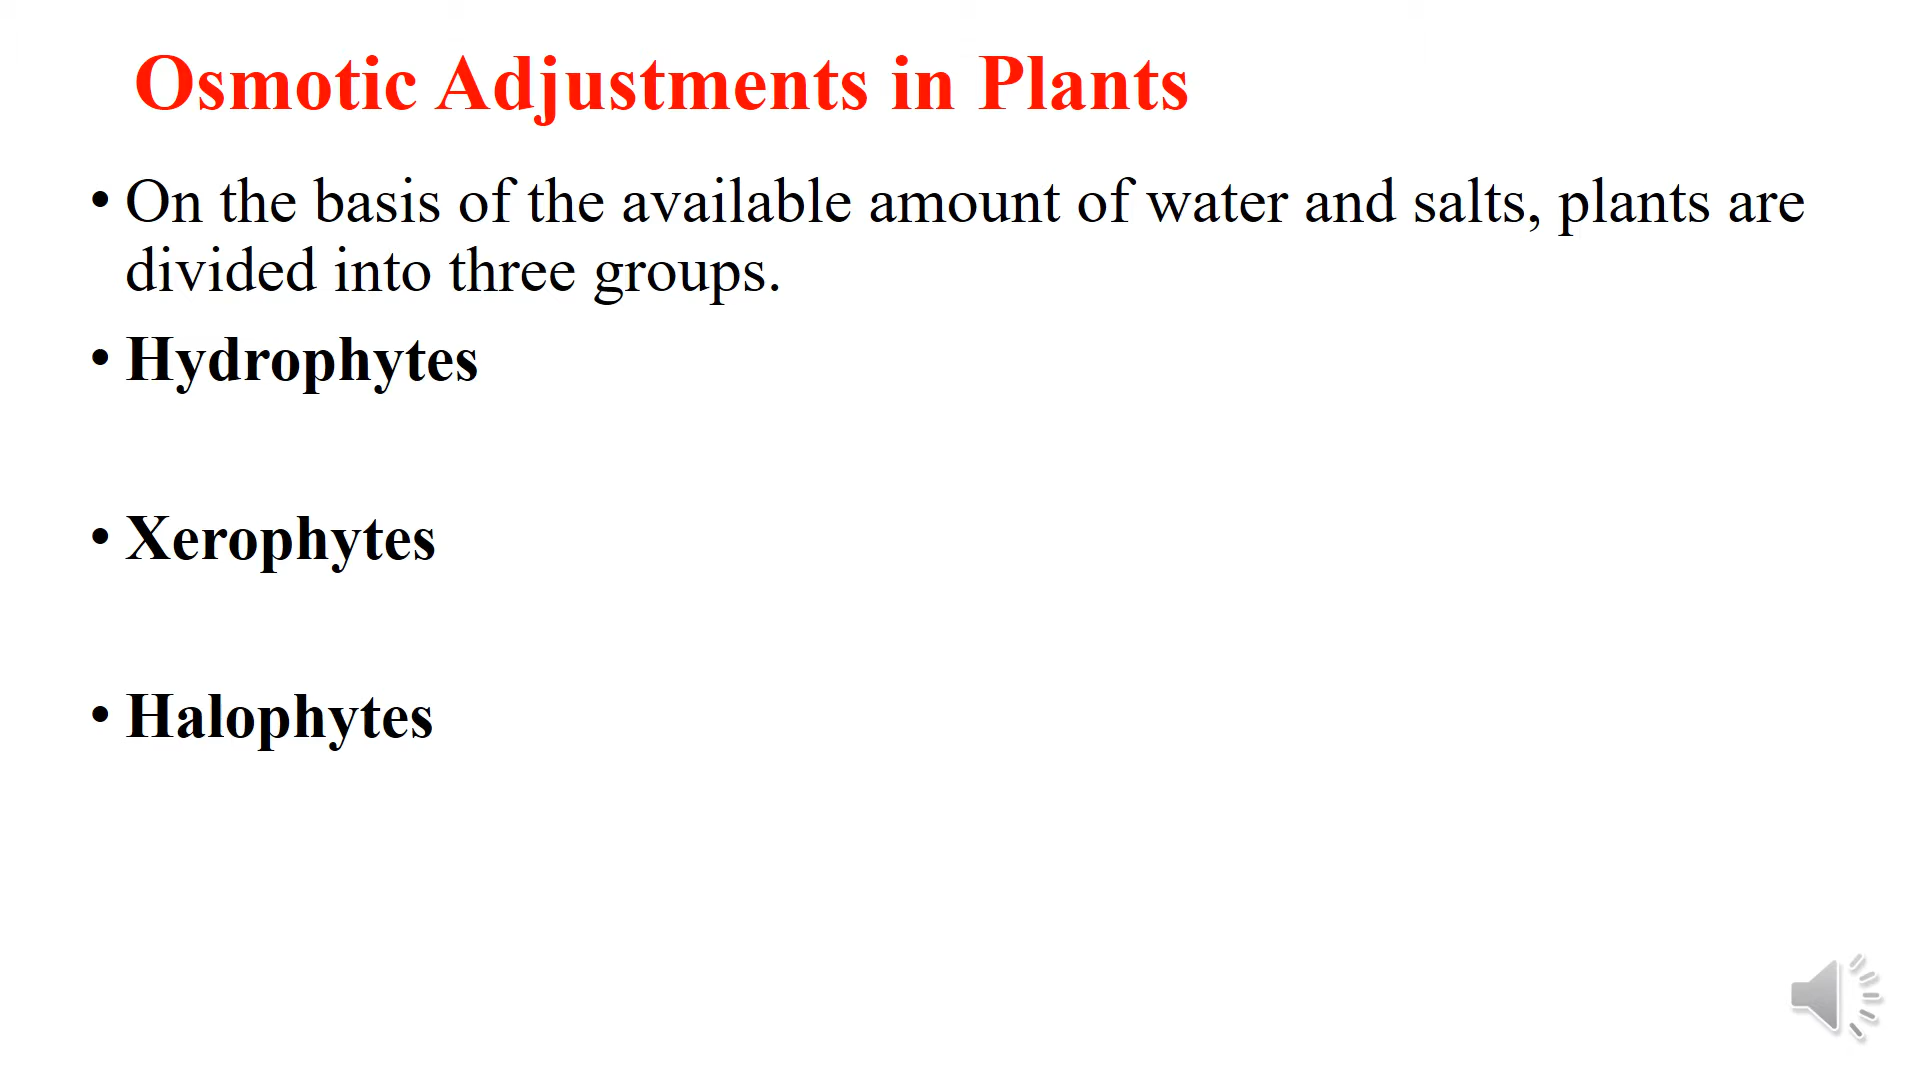 Osmotic Adjustments in Plants
• On the basis of the available amount of water and salts, plants are
divided into three groups.
• Hydrophytes
• Xerophytes
• Halophytes